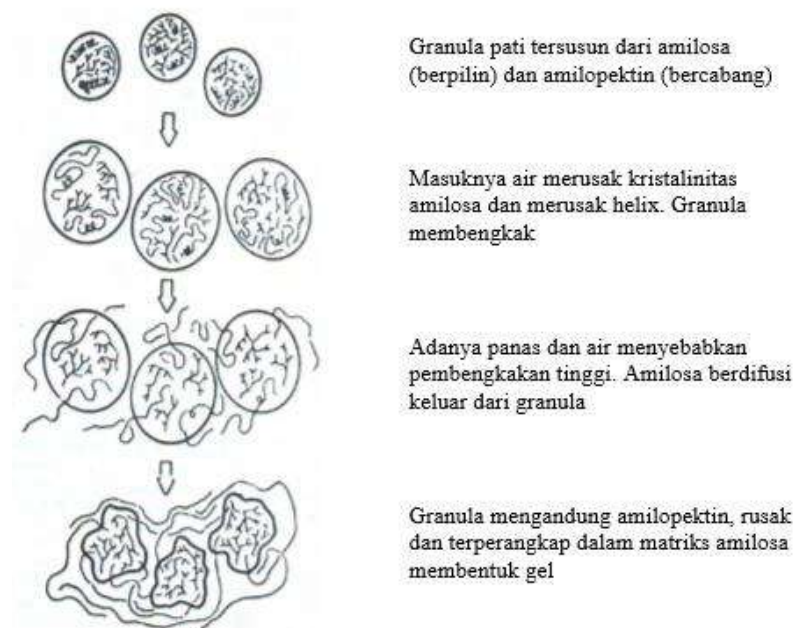 Granula pati tersusun dari amilosa
(berpilin) dan amilopektin (bercabang)
Masuknya air merusak kristalinitas
amilosa dan merusak helix. Granula
membengkak
Adanya panas dan air menyebabkan
pembengkakan tinggi. Amilosa berdifusi
keluar dari granula
Granula mengandung amilopektin, rusak
dan terperangkap dalam matriks amilosa
membentuk gel